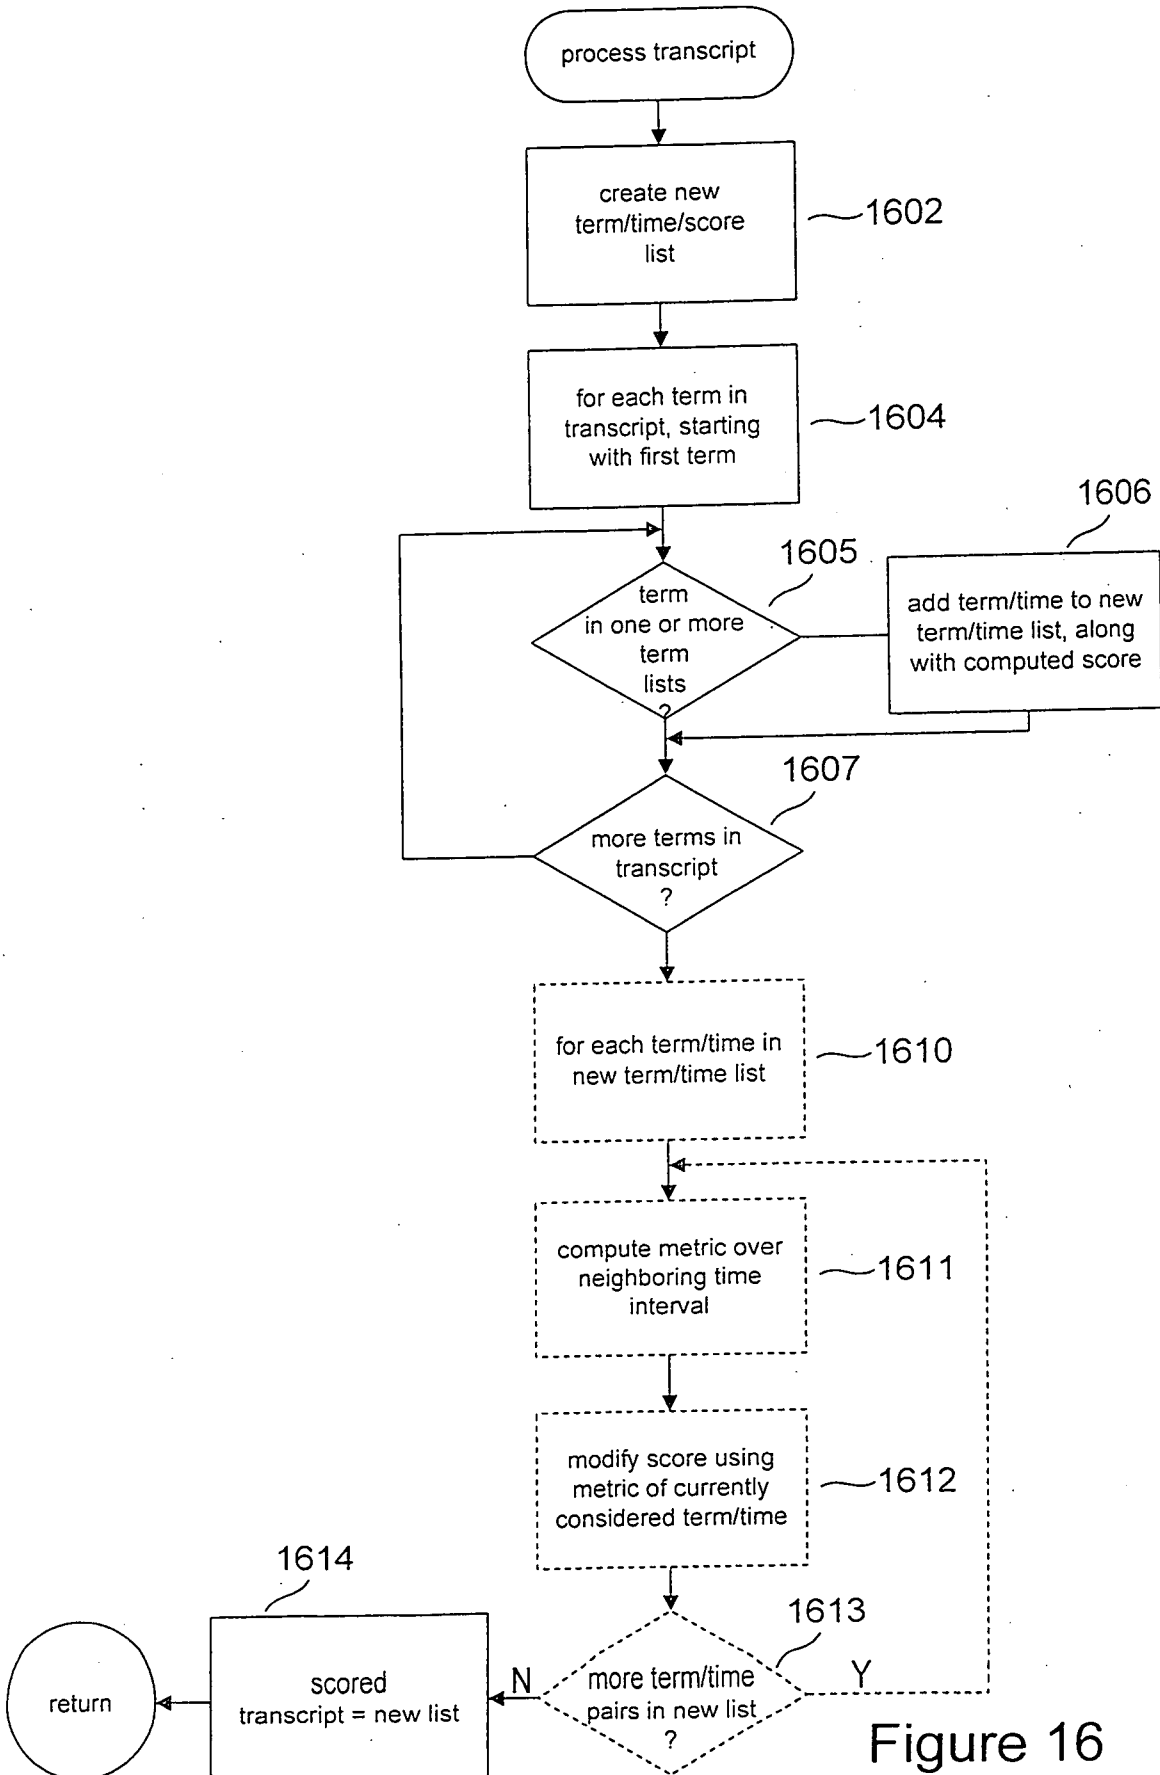 process transcript
create new
term/time/score
list
1602
for each term in
transcript, starting
with first term
1604
1606
1605
term
in one or more
term
lists
?
add term/time to new
term/time list, along
with computed score
1607
more terms in
transcript
?
for each term/time in
new term/time list
1610
compute metric over
neighboring time
interval
1611
modify score using
metric of currently
considered term/time
1612
1614
1613
return
scored
transcript = new list
N
more term/time
pairs in new list
?
Y
Figure 16